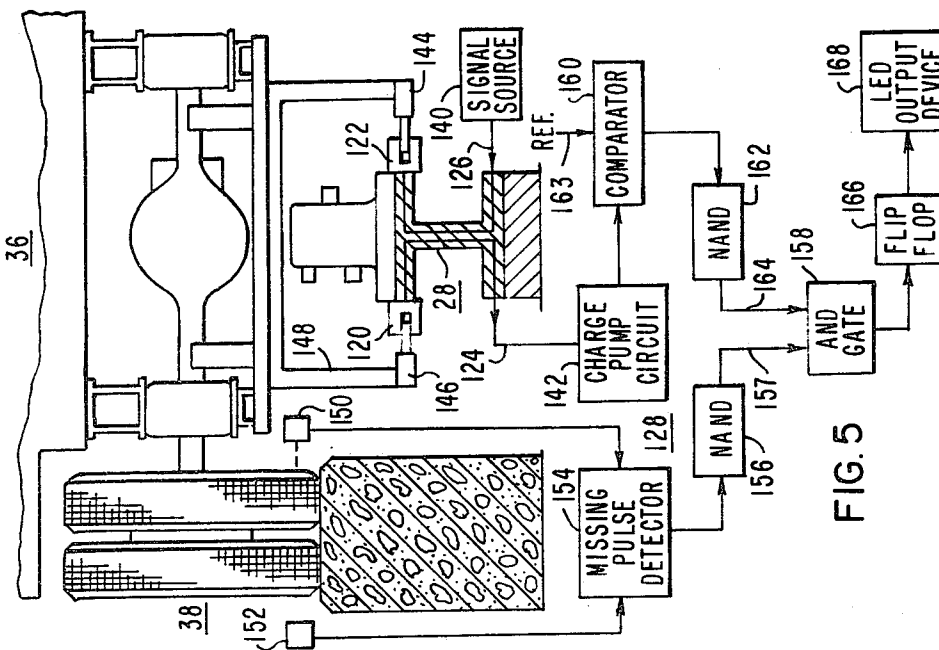 36
38
152
150
148
146
120
122
144
28
124
126
140
SIGNAL
SOURCE
REF.
163
160
COMPARATOR
142
CHARGE
PUMP
CIRCUIT
128
154
MISSING
PULSE
DETECTOR
156
NAND
157
162
NAND
164
158
AND
GATE
166
FLIP
FLOP
168
LED
OUTPUT
DEVICE
FIG. 5